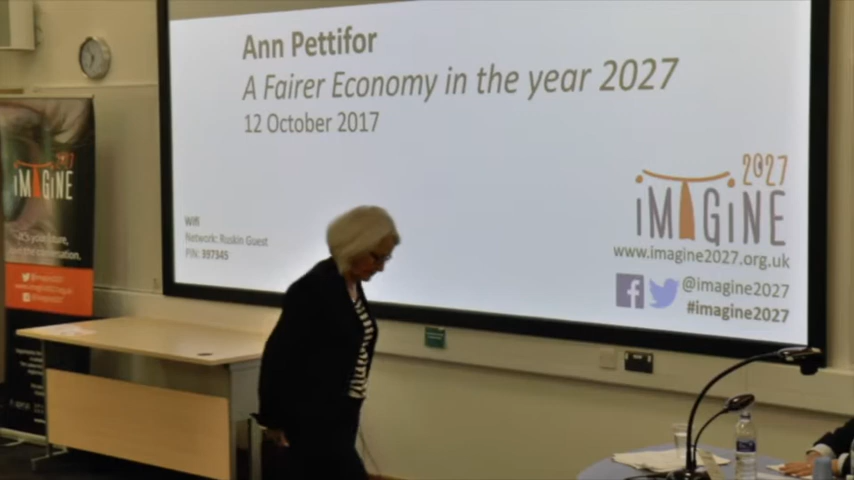 Ann Pettifor
A Fairer Economy in the year 2027
12 October 2017
Wifi
Network: Ruskin Guest
PIN: 997945
2027
iMAGiNE
www.imagine2027.org.uk
@imagine2027
#imagine2027
2027
iMAGiNE